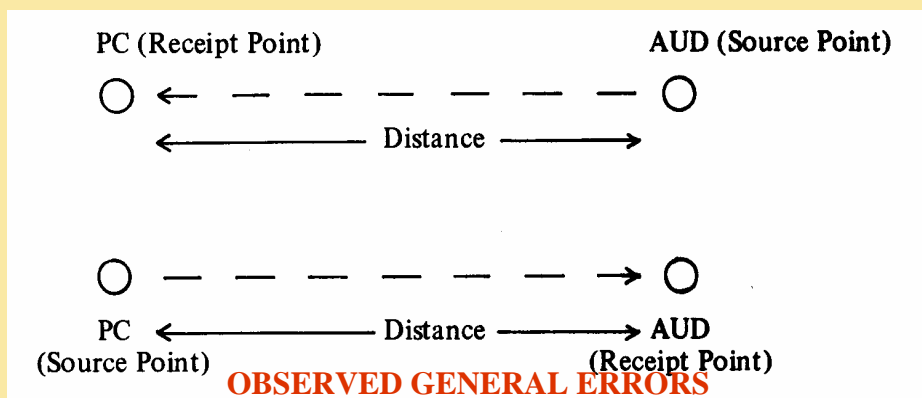 PC (Receipt Point) AUD (Source Point)
Distance
PC Distance AUD
(Source Point) (Receipt Point)
OBSERVED GENERAL ERRORS